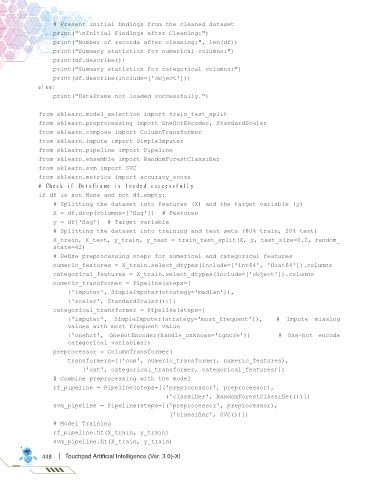 # Present initial findings from the cleaned dataset
print("\nInitial Findings After Cleaning:")
print("Number of records after cleaning:", len(df))
print("Summary statistics for numerical columns:")
print(df.describe())
print("Summary statistics for categorical columns:")
print(df.describe(include=['object']))
else:
print("DataFrame not loaded successfully.")
from sklearn.model_selection import train_test_split
from sklearn.preprocessing import OneHotEncoder, StandardScaler
from sklearn.compose import ColumnTransformer
from sklearn.impute import SimpleImputer
from sklearn.pipeline import Pipeline
from sklearn.ensemble import RandomForestClassifier
from sklearn.svm import SVC
from sklearn.metrics import accuracy_score
# Check if DataFrame is loaded successfully
if df is not None and not df.empty:
# Splitting the dataset into features (X) and the target variable (y)
X = df.drop(columns=['flag']) # Features
y = df['flag'] # Target variable
# Splitting the dataset into training and test sets (80% train, 20% test)
X_train, X_test, y_train, y_test = train_test_split(X, y, test_size=0.2, random_
state=42)
# Define preprocessing steps for numerical and categorical features
numeric_features = X_train.select_dtypes(include=['int64', 'float64']).columns
categorical_features = X_train.select_dtypes(include=['object']).columns
numeric_transformer = Pipeline(steps=[
('imputer', SimpleImputer(strategy='median')),
('scaler', StandardScaler())])
categorical_transformer = Pipeline(steps=[
('imputer', SimpleImputer(strategy='most_frequent')), # Impute missing
values with most frequent value
('onehot', OneHotEncoder(handle_unknown='ignore')) # One-hot encode
categorical variables])
preprocessor = ColumnTransformer(
transformers=[('num', numeric_transformer, numeric_features),
('cat', categorical_transformer, categorical_features)])
# Combine preprocessing with the model
rf_pipeline = Pipeline(steps=[('preprocessor', preprocessor),
('classifier', RandomForestClassifier())])
svm_pipeline = Pipeline(steps=[('preprocessor', preprocessor),
('classifier', SVC())])
# Model Training
rf_pipeline.fit(X_train, y_train)
svm_pipeline.fit(X_train, y_train)
448 | Touchpad Artificial Intelligence (Ver. 3.0)-XI